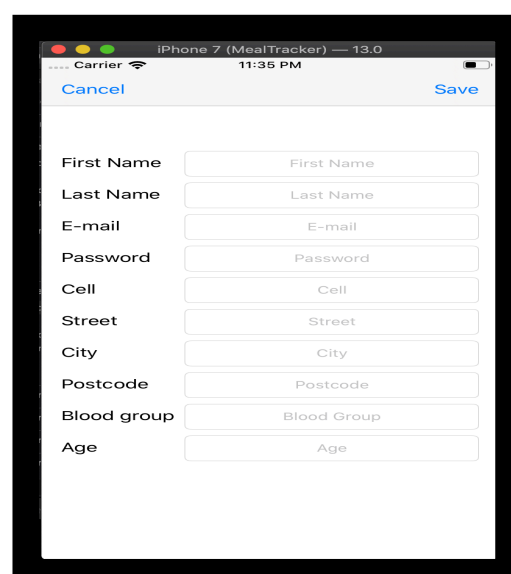 iPhone 7 (MealTracker) — 13.0
Carrier 11:35 PM
Cancel Save
First Name First Name
Last Name Last Name
E-mail E-mail
Password Password
Cell Cell
Street Street
City City
Postcode Postcode
Blood group Blood Group
Age Age